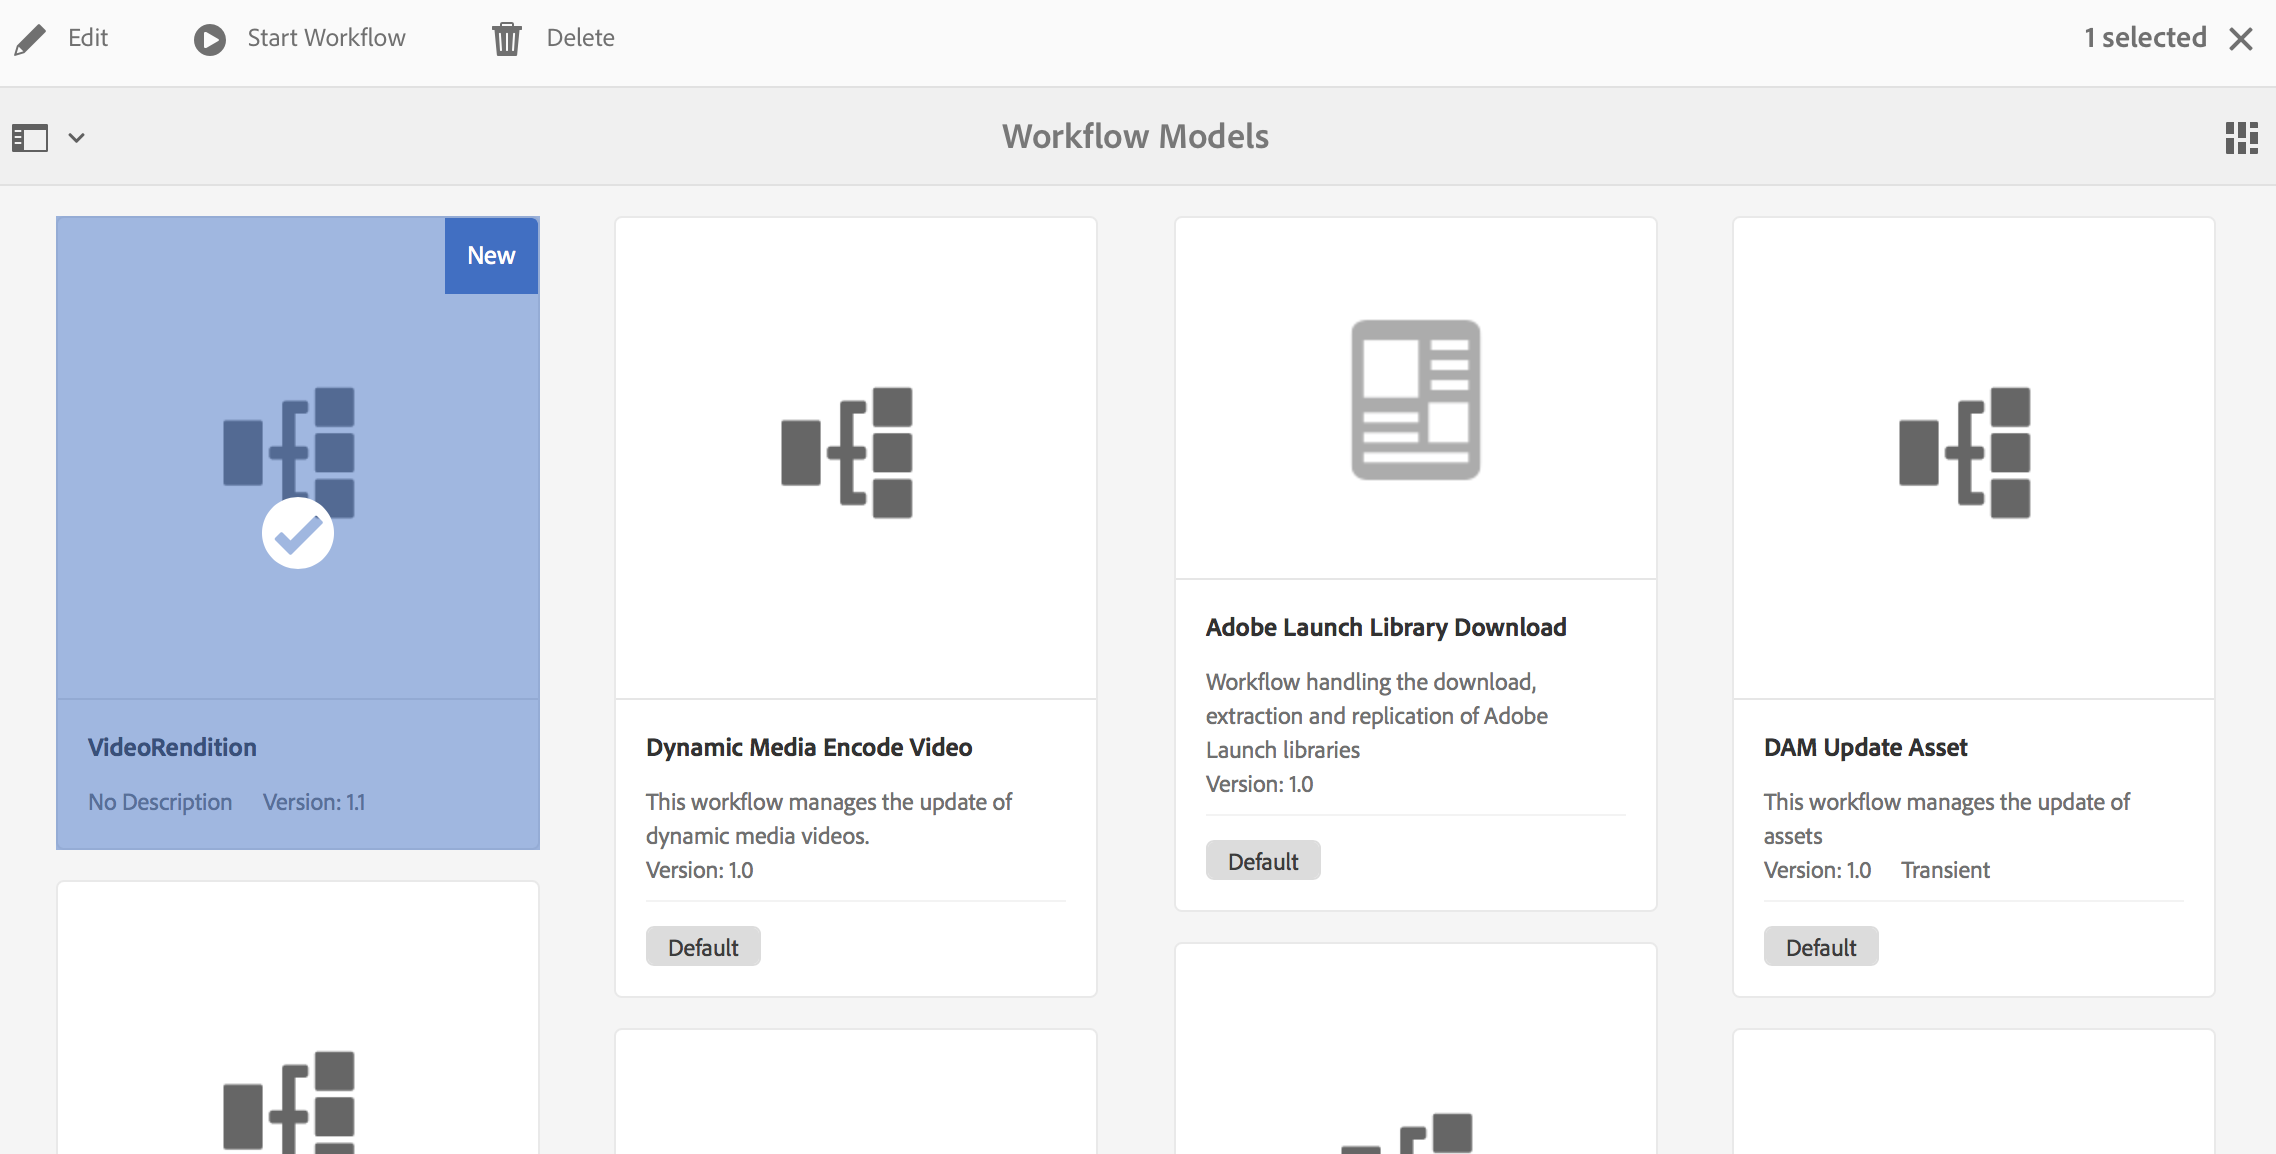 Edit
Start Workflow
Delete
1 selected
Workflow Models
New
VideoRendition
No Description Version: 1.1
Dynamic Media Encode Video
This workflow manages the update of
dynamic media videos.
Version: 1.0
Default
Adobe Launch Library Download
Workflow handling the download,
extraction and replication of Adobe
Launch libraries
Version: 1.0
Default
DAM Update Asset
This workflow manages the update of
assets
Version: 1.0 Transient
Default